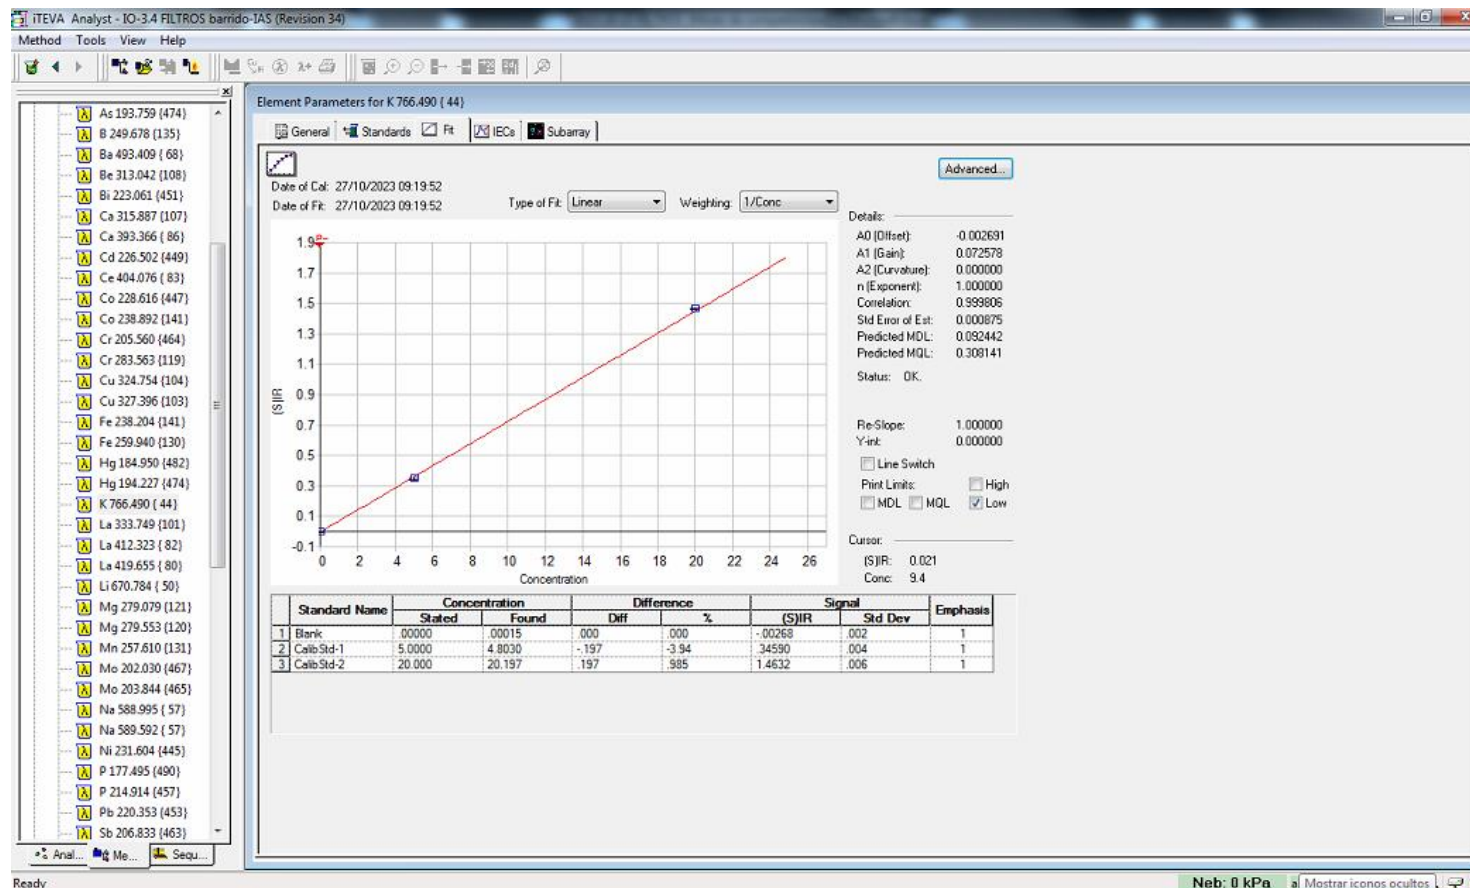 iTEVA Analyst - IO-3.4 FILTROS barrido-IAS (Revision 34)
Method Tools View Help
As 193.759 {474}
B 249.678 {135}
Ba 493.409 { 68}
Be 313.042 {108}
Bi 223.061 {451}
Ca 315.887 {107}
Ca 393.366 { 86}
Cd 226.502 {449}
Ce 404.076 { 83}
Co 228.616 {447}
Co 238.892 {141}
Cr 205.560 {464}
Cr 283.563 {119}
Cu 324.754 {104}
Cu 327.396 {103}
Fe 238.204 {141}
Fe 259.940 {130}
Hg 184.950 {482}
Hg 194.227 {474}
K 766.490 { 44}
La 333.749 {101}
La 412.323 { 82}
La 419.655 { 80}
Li 670.784 { 50}
Mg 279.079 {121}
Mg 279.553 {120}
Mn 257.610 {131}
Mo 202.030 {467}
Mo 203.844 {465}
Na 588.995 { 57}
Na 589.592 { 57}
Ni 231.604 {445}
P 177.495 {490}
P 214.914 {457}
Pb 220.353 {453}
Sb 206.833 {463}
Anal... Me... Sequ...
Element Parameters for K 766.490 { 44}
General Standards Fit IECs Subarray
Advanced...
Date of Cal: 27/10/2023 09:19:52
Date of Fit: 27/10/2023 09:19:52
Type of Fit: Linear Weighting: 1/Conc
1.9
1.7
1.5
1.3
1.1
0.9
0.7
0.5
0.3
0.1
-0.1
(S)IR
0 2 4 6 8 10 12 14 16 18 20 22 24 26
Concentration
Details:
A0 (Offset): -0.002691
A1 (Gain): 0.072578
A2 (Curvature): 0.000000
n (Exponent): 1.000000
Correlation: 0.999806
Std Error of Est: 0.000875
Predicted MDL: 0.092442
Predicted MQL: 0.308141
Status: OK.
Re-Slope: 1.000000
Y-int: 0.000000
Line Switch
Print Limits: High
MDL MQL Low
Cursor:
(S)IR: 0.021
Conc: 9.4
Standard Name Concentration Difference Signal Emphasis
Stated Found Diff % (S)IR Std Dev
1 Blank .00000 .00015 .000 .000 -.00268 .002 1
2 CalibStd-1 5.0000 4.8030 -.197 -3.94 .34590 .004 1
3 CalibStd-2 20.000 20.197 .197 .985 1.4632 .006 1
Ready
Neb: 0 kPa
Mostrar iconos ocultos